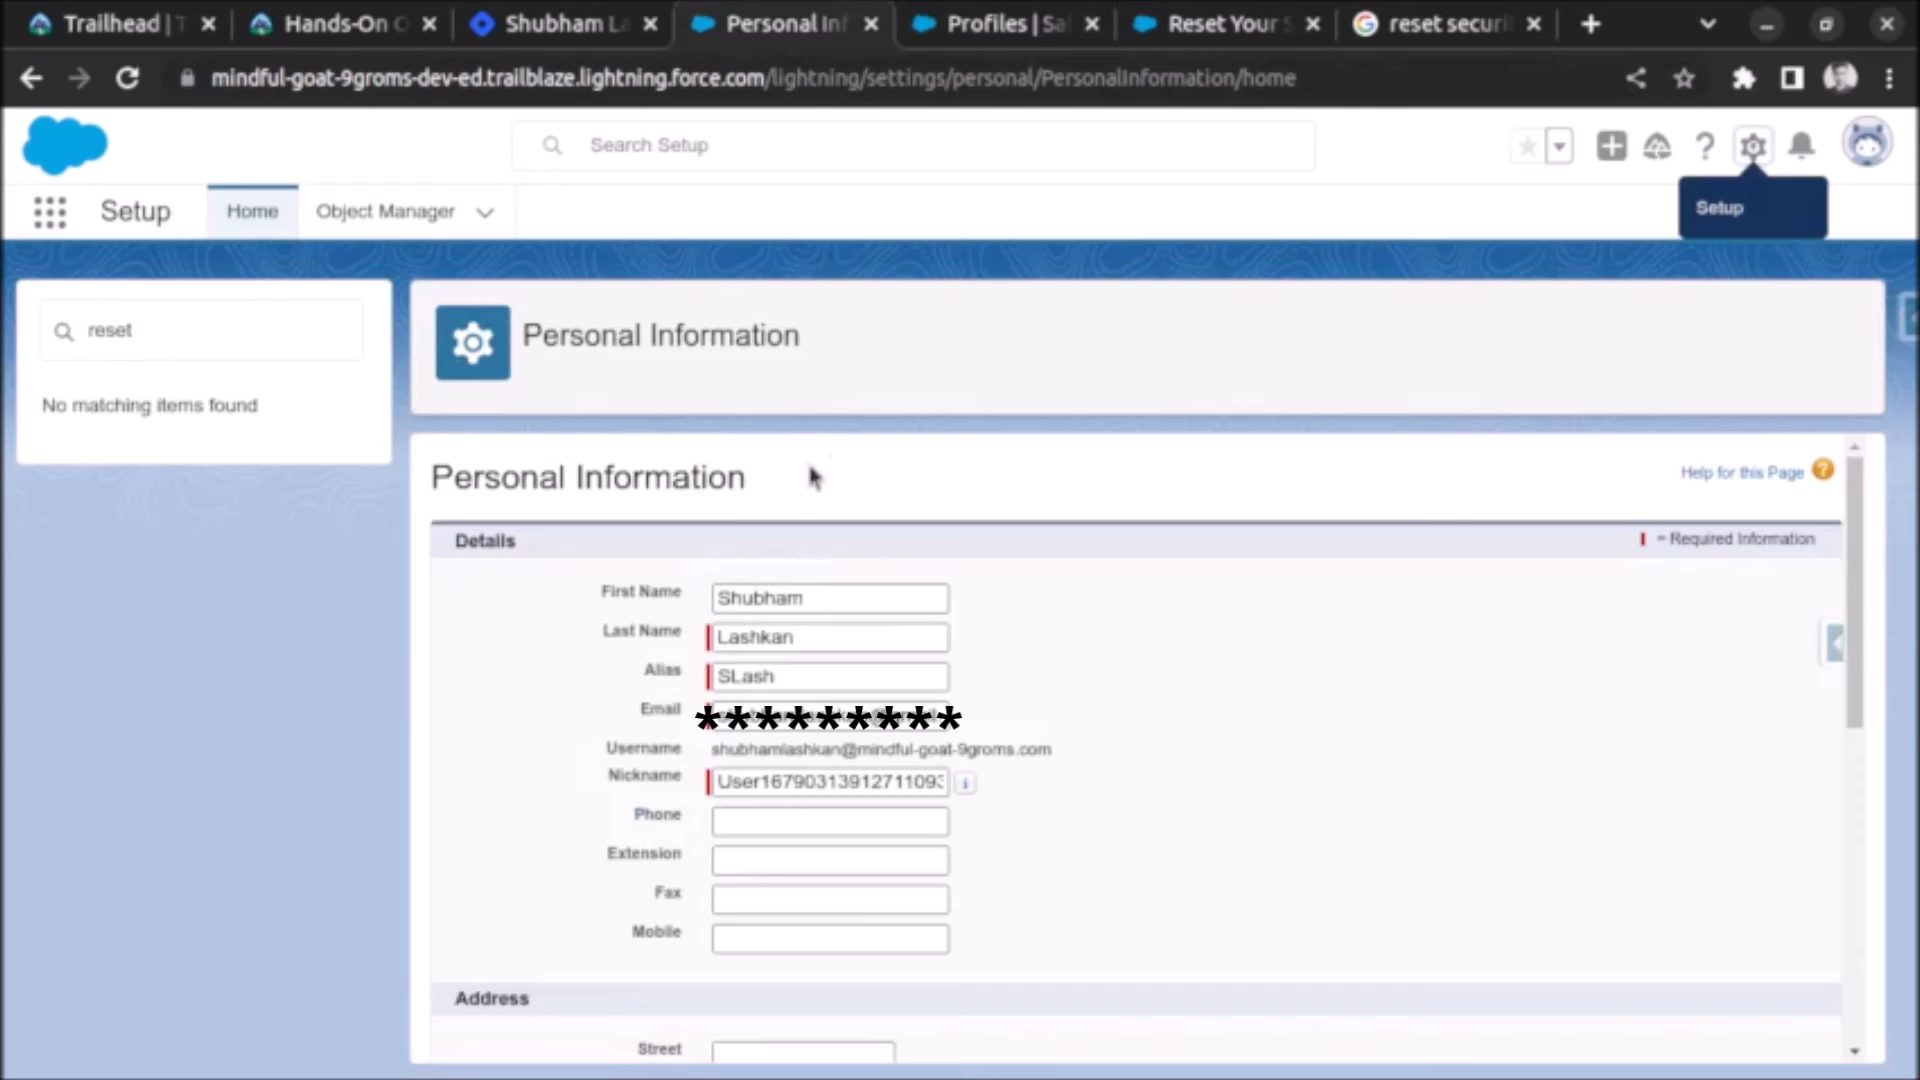 Trailhead | T
Hands-On O
Shubham La
Personal Inf
Profiles | Sal
Reset Your S
reset securi
mindful-goat-9groms-dev-ed.trailblaze.lightning.force.com/lightning/settings/personal/PersonalInformation/home
Search Setup
Setup
Home
Object Manager
Setup
reset
No matching items found
Personal Information
Personal Information
Help for this Page ?
Details
= Required Information
First Name Shubham
Last Name Lashkan
Alias SLash
Email *********
Username shubhamlashkan@mindful-goat-9groms.com
Nickname User16790313912711093 i
Phone
Extension
Fax
Mobile
Address
Street